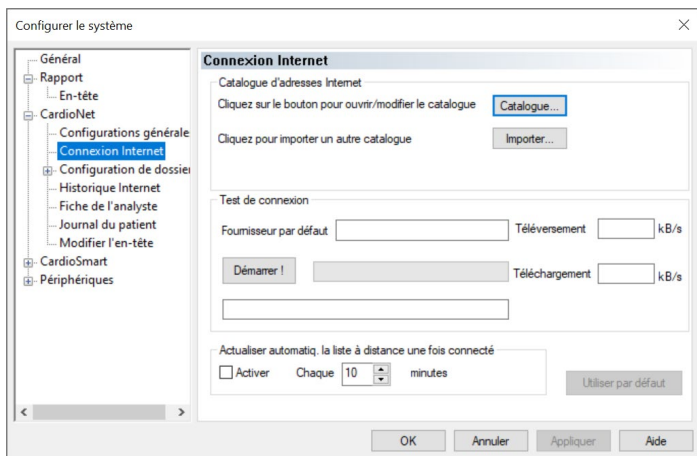 Configurer le système
Général
Rapport
En-tête
CardioNet
Configurations générale
Connexion Internet
Configuration de dossie
Historique Internet
Fiche de l'analyste
Journal du patient
Modifier l'en-tête
CardioSmart
Périphériques
Connexion Internet
Catalogue d'adresses Internet
Cliquez sur le bouton pour ouvrir/modifier le catalogue Catalogue...
Cliquez pour importer un autre catalogue Importer...
Test de connexion
Fournisseur par défaut Téléversement kB/s
Démarrer ! Téléchargement kB/s
Actualiser automatiq. la liste à distance une fois connecté
Activer Chaque 10 minutes
Utiliser par défaut
OK Annuler Appliquer Aide